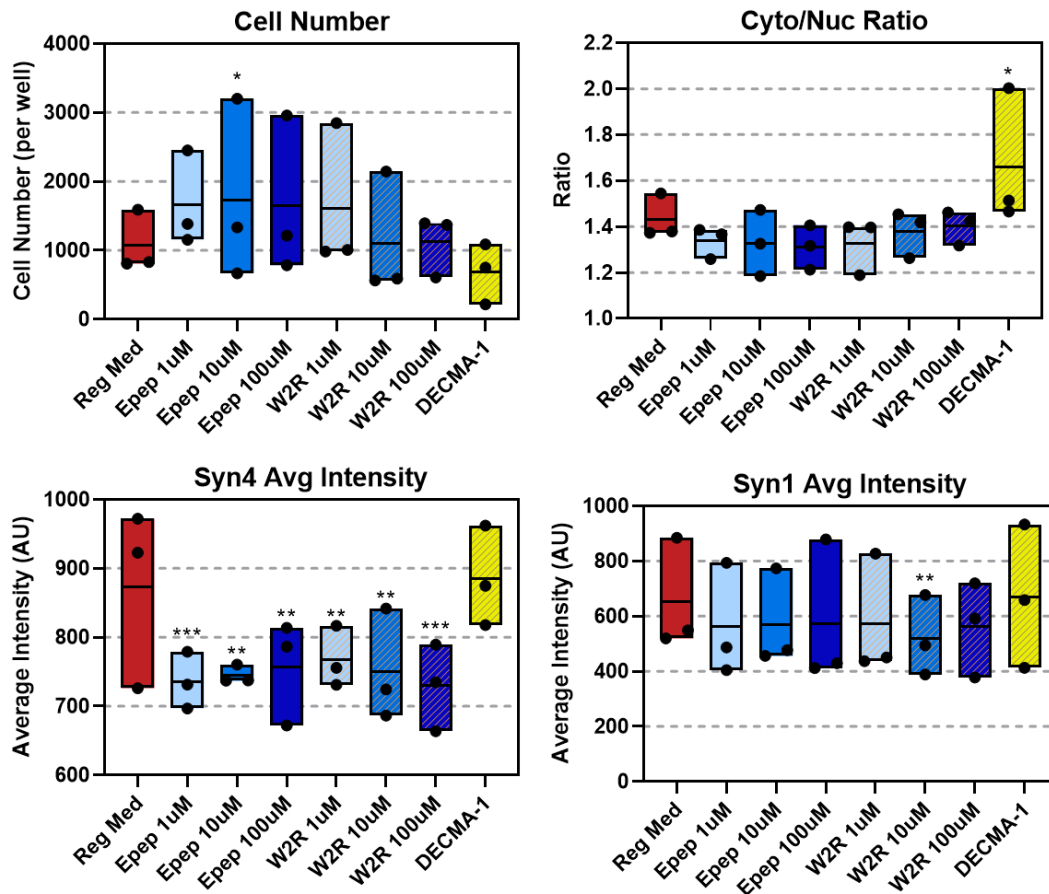 Cell Number
Cell Number (per well)
4000
3000
2000
1000
0
*
Reg Med
Epep 1uM
Epep 10uM
Epep 100uM
W2R 1uM
W2R 10uM
W2R 100uM
DECMA-1
Cyto/Nuc Ratio
Ratio
2.2
2.0
1.8
1.6
1.4
1.2
1.0
*
Reg Med
Epep 1uM
Epep 10uM
Epep 100uM
W2R 1uM
W2R 10uM
W2R 100uM
DECMA-1
Syn4 Avg Intensity
Average Intensity (AU)
1000
900
800
700
600
***
**
**
**
**
***
Reg Med
Epep 1uM
Epep 10uM
Epep 100uM
W2R 1uM
W2R 10uM
W2R 100uM
DECMA-1
Syn1 Avg Intensity
Average Intensity (AU)
1000
800
600
400
200
0
**
Reg Med
Epep 1uM
Epep 10uM
Epep 100uM
W2R 1uM
W2R 10uM
W2R 100uM
DECMA-1